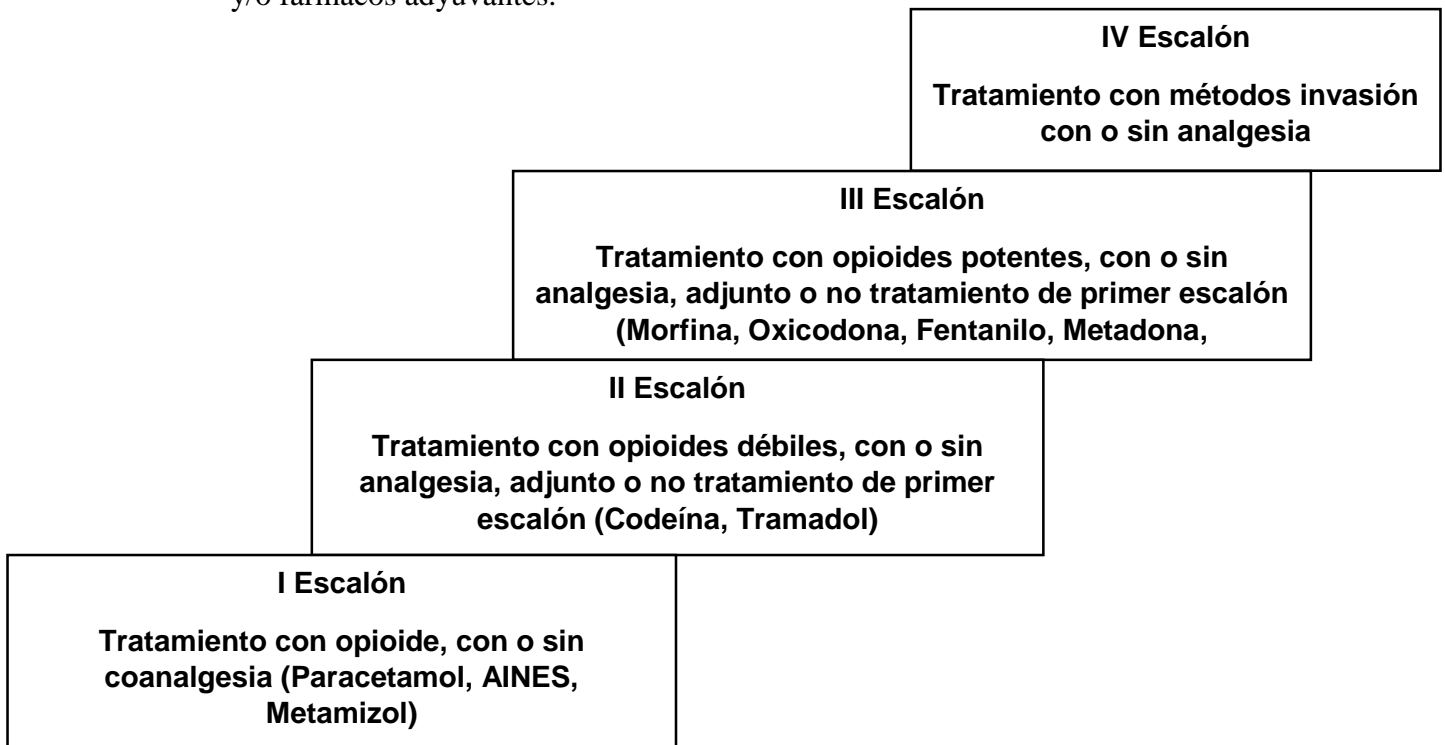 y/o fármacos adyuvantes.
IV Escalón
Tratamiento con métodos invasión
con o sin analgesia
III Escalón
Tratamiento con opioides potentes, con o sin
analgesia, adjunto o no tratamiento de primer escalón
(Morfina, Oxicodona, Fentanilo, Metadona,
II Escalón
Tratamiento con opioides débiles, con o sin
analgesia, adjunto o no tratamiento de primer
escalón (Codeína, Tramadol)
I Escalón
Tratamiento con opioide, con o sin
coanalgesia (Paracetamol, AINES,
Metamizol)